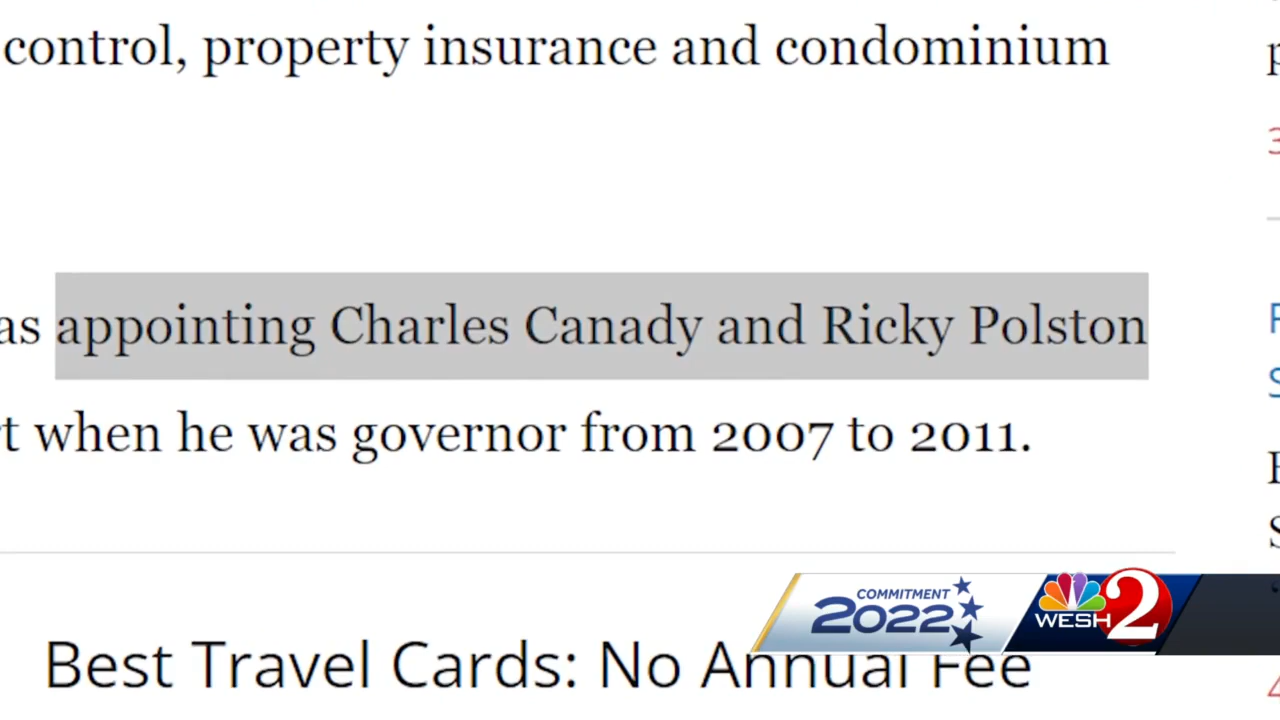 control, property insurance and condominium
as appointing Charles Canady and Ricky Polston
t when he was governor from 2007 to 2011.
COMMITMENT
2022
WESH 2
Best Travel Cards: No Annual Fee